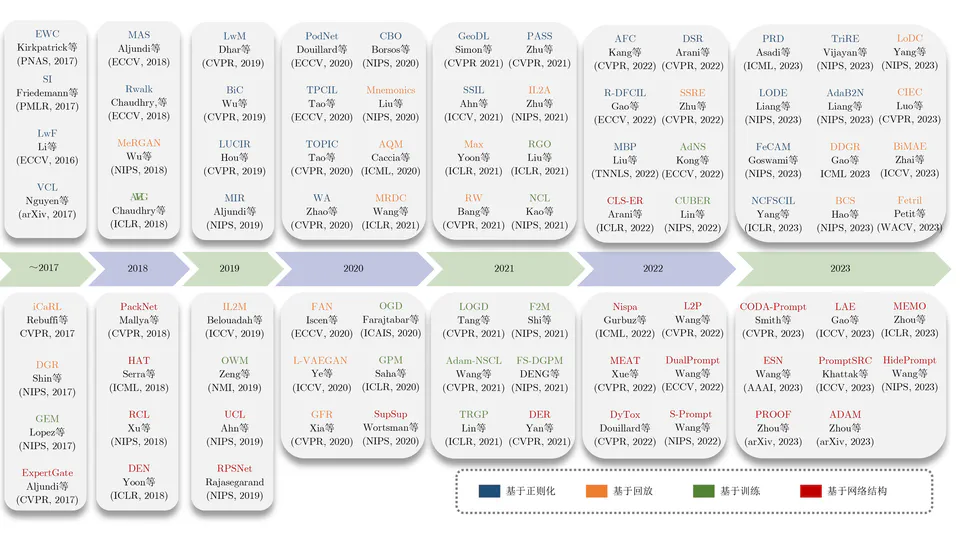 EWC
Kirkpatrick等
(PNAS, 2017)
SI
Friedemann等
(PMLR, 2017)
LwF
Li等
(ECCV, 2016)
VCL
Nguyen等
(arXiv, 2017)
MAS
Aljundi等
(ECCV, 2018)
Rwalk
Chaudhry,等
(ECCV, 2018)
MeRGAN
Wu等
(NIPS, 2018)
Chaudhry等
(ICLR, 2018)
LwM
Dhar等
(CVPR, 2019)
BiC
Wu等
(CVPR, 2019)
LUCIR
Hou等
(CVPR, 2019)
MIR
Aljundi等
(NIPS, 2019)
PodNet
Douillard等
(ECCV, 2020)
TPCIL
Tao等
(ECCV, 2020)
TOPIC
Tao等
(CVPR, 2020)
WA
Zhao等
(CVPR, 2020)
CBO
Borsos等
(NIPS, 2020)
Mnemonics
Liu等
(NIPS, 2020)
AQM
Caccia等
(ICML, 2020)
MRDC
Wang等
(ICLR, 2021)
GeoDL
Simon等
(CVPR 2021)
SSIL
Ahn等
(ICCV, 2021)
Max
Yoon等
(ICLR, 2021)
RW
Bang等
(CVPR, 2021)
PASS
Zhu等
(CVPR, 2021)
IL2A
Zhu等
(NIPS, 2021)
RGO
Liu等
(ICLR, 2021)
NCL
Kao等
(NIPS, 2021)
AFC
Kang等
(CVPR, 2022)
R-DFCIL
Gao等
(ECCV, 2022)
MBP
Liu等
(TNNLS, 2022)
CLS-ER
Arani等
(ICLR, 2022)
DSR
Arani等
(CVPR, 2022)
SSRE
Zhu等
(CVPR, 2022)
AdNS
Kong等
(ECCV, 2022)
CUBER
Lin等
(NIPS, 2022)
PRD
Asadi等
(ICML, 2023)
LODE
Liang等
(NIPS, 2023)
FeCAM
Goswami等
(NIPS, 2023)
NCFSCIL
Yang等
(ICLR, 2023)
TriRE
Vijayan等
(NIPS, 2023)
AdaB2N
Liang等
(NIPS, 2023)
DDGR
Gao等
ICML 2023
BCS
Hao等
(NIPS, 2023)
LoDC
Yang等
(NIPS, 2023)
CIEC
Luo等
(CVPR, 2023)
BiMAE
Zhai等
(ICCV, 2023)
Fetril
Petit等
(WACV, 2023)
～2017
2018
2019
2020
2021
2022
2023
iCaRL
Rebuffi等
CVPR, 2017
DGR
Shin等
(NIPS, 2017)
GEM
Lopez等
(NIPS, 2017)
ExpertGate
Aljundi等
(CVPR, 2017)
PackNet
Mallya等
(CVPR, 2018)
HAT
Serra等
(ICML, 2018)
RCL
Xu等
(NIPS, 2018)
DEN
Yoon等
(ICLR, 2018)
IL2M
Belouadah等
(ICCV, 2019)
OWM
Zeng等
(NMI, 2019)
UCL
Ahn等
(NIPS, 2019)
RPSNet
Rajasegarand
(NIPS, 2019)
FAN
Iscen等
(ECCV, 2020)
L-VAEGAN
Ye等
(ICCV, 2020)
GFR
Xia等
(CVPR, 2020)
OGD
Farajtabar等
(ICAIS, 2020)
GPM
Saha等
(ICLR, 2020)
SupSup
Wortsman等
(NIPS, 2020)
LOGD
Tang等
(CVPR, 2021)
Adam-NSCL
Wang等
(CVPR, 2021)
TRGP
Lin等
(ICLR, 2021)
F2M
Shi等
(NIPS, 2021)
FS-DGPM
DENG等
(NIPS, 2021)
DER
Yan等
(CVPR, 2021)
Nispa
Gurbuz等
(ICML, 2022)
MEAT
Xue等
(CVPR, 2022)
DyTox
Douillard等
(CVPR, 2022)
L2P
Wang等
(CVPR, 2022)
DualPrompt
Wang等
(ECCV, 2022)
S-Prompt
Wang等
(NIPS, 2022)
CODA-Prompt
Smith等
(CVPR, 2023)
ESN
Wang等
(AAAI, 2023)
PROOF
Zhou等
(arXiv, 2023)
LAE
Gao等
(ICCV, 2023)
PromptSRC
Khattak等
(ICCV, 2023)
ADAM
Zhou等
(arXiv, 2023)
MEMO
Zhou等
(ICLR, 2023)
HidePrompt
Wang等
(NIPS, 2023)
基于正则化
基于回放
基于训练
基于网络结构